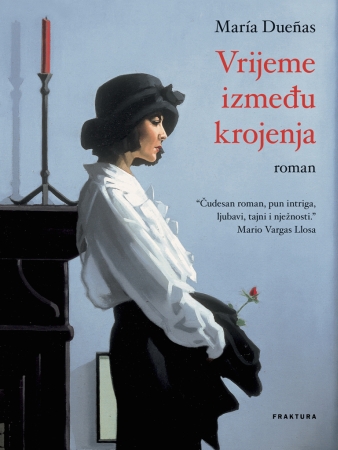 María Dueñas
Vrijeme
između
krojenja
roman
“Čudesan roman, pun intriga,
ljubavi, tajni i nježnosti.”
Mario Vargas Llosa
FRAKTURA